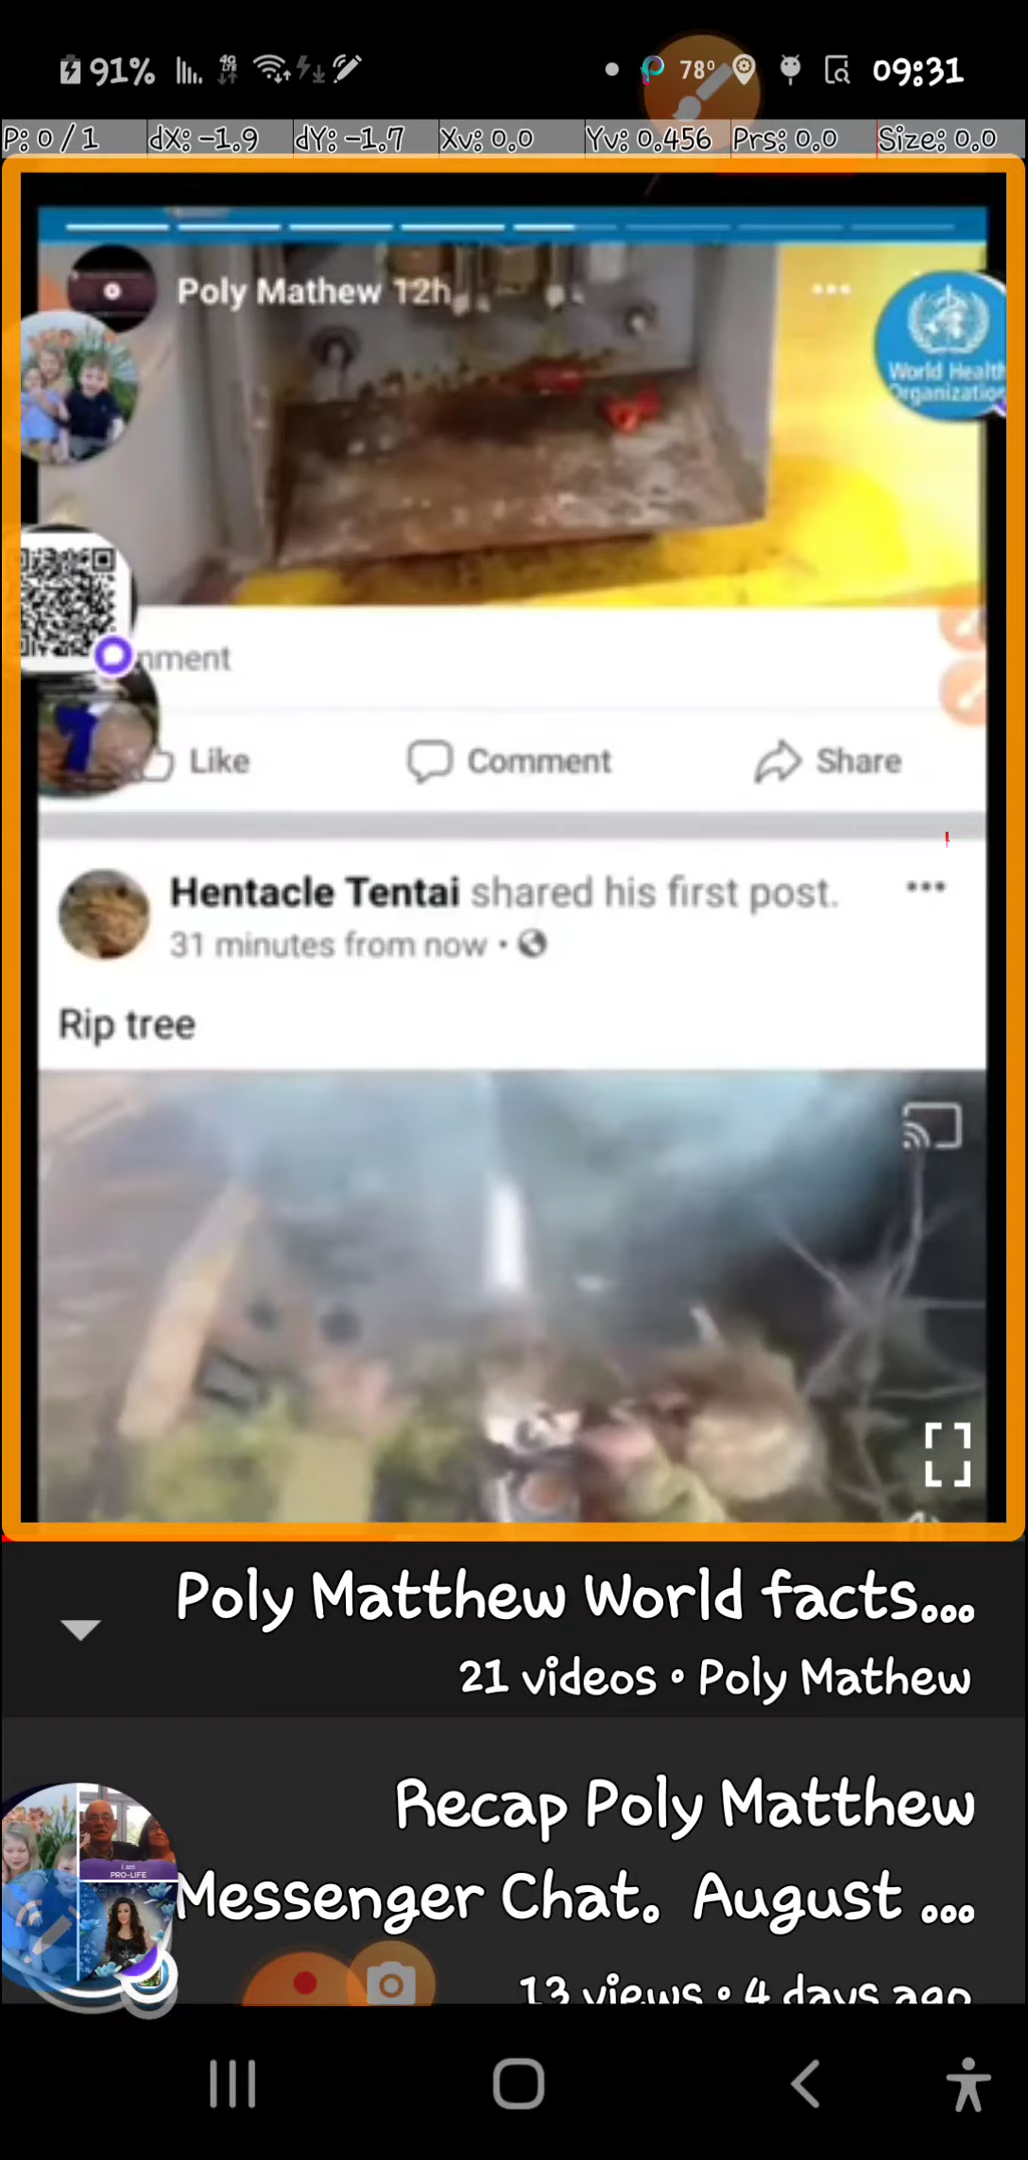 91% 4G 78° 09:31
P: 0 / 1 dX: -1.9 dY: -1.7 Xv: 0.0 Yv: 0.456 Prs: 0.0 Size: 0.0
Poly Mathew 12h
World Health
Organization
nment
Like Comment Share
Hentacle Tentai shared his first post.
31 minutes from now •
Rip tree
Poly Matthew World facts...
21 videos • Poly Mathew
Recap Poly Matthew
Messenger Chat. August ...
i am
PRO-LIFE
13 views • 4 days ago